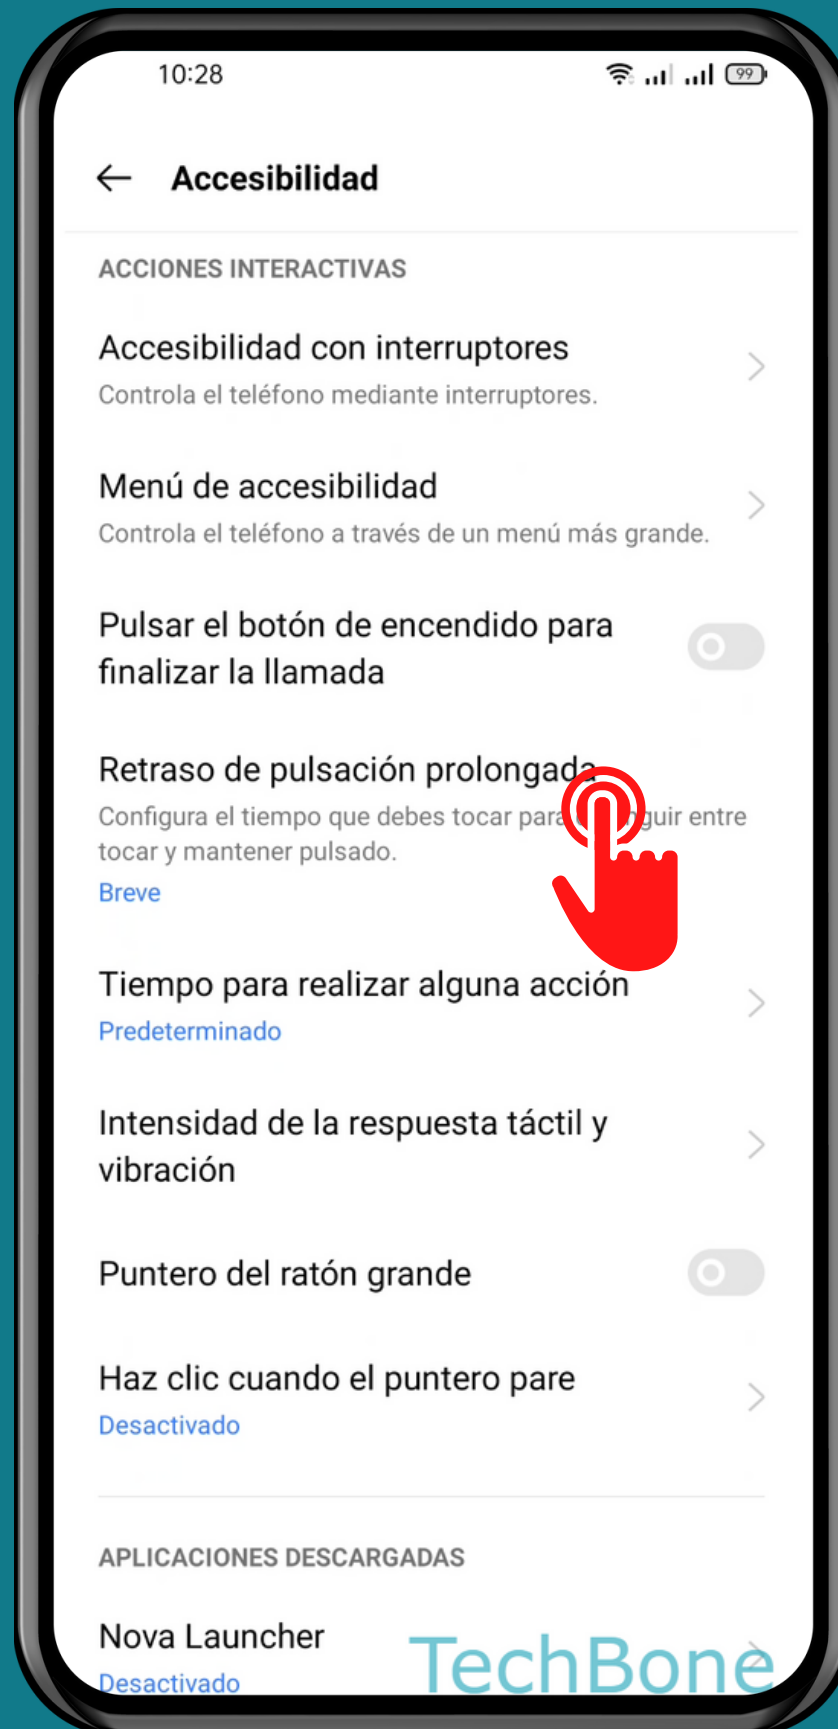 10:28
99
Accesibilidad
ACCIONES INTERACTIVAS
Accesibilidad con interruptores
Controla el teléfono mediante interruptores.
Menú de accesibilidad
Controla el teléfono a través de un menú más grande.
Pulsar el botón de encendido para
finalizar la llamada
Retraso de pulsación prolongada
Configura el tiempo que debes tocar para entre
tocar y mantener pulsado.
Breve
Tiempo para realizar alguna acción
Predeterminado
Intensidad de la respuesta táctil y
vibración
Puntero del ratón grande
Haz clic cuando el puntero pare
Desactivado
APLICACIONES DESCARGADAS
Nova Launcher
Desactivado
TechBone